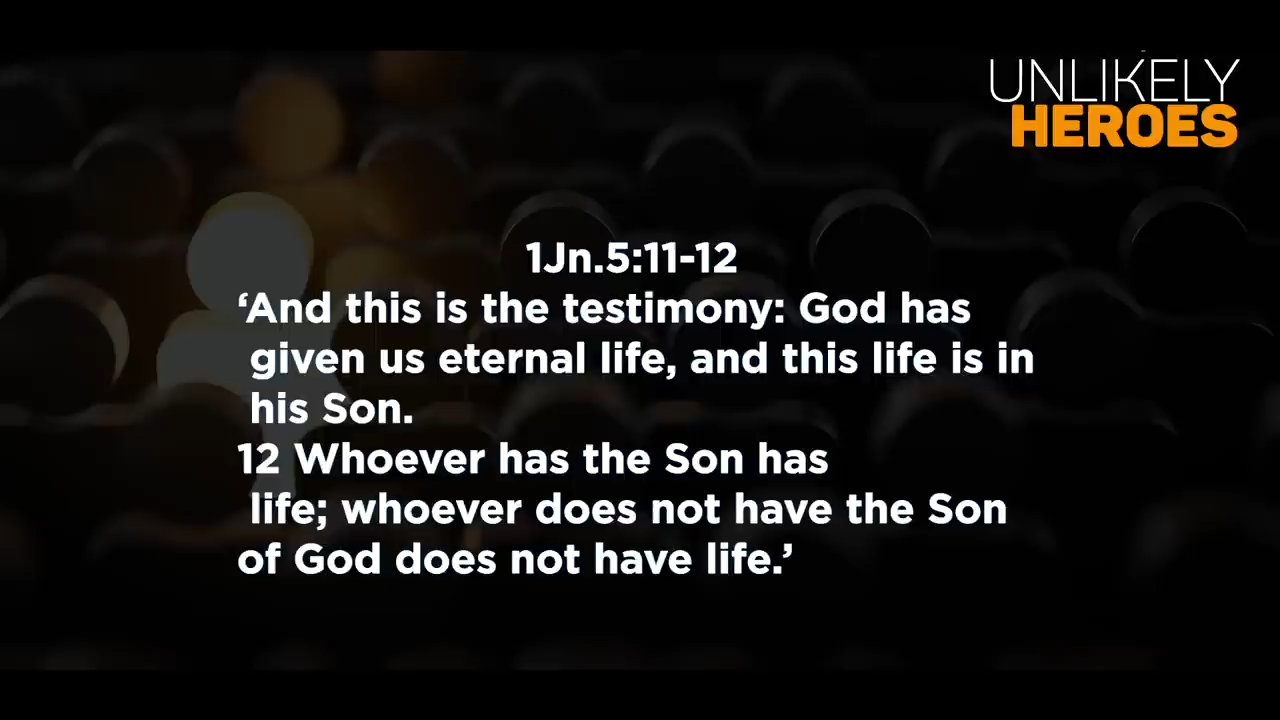 UNLIKELY
HEROES
1Jn.5:11-12
‘And this is the testimony: God has
given us eternal life, and this life is in
his Son.
12 Whoever has the Son has
life; whoever does not have the Son
of God does not have life.’